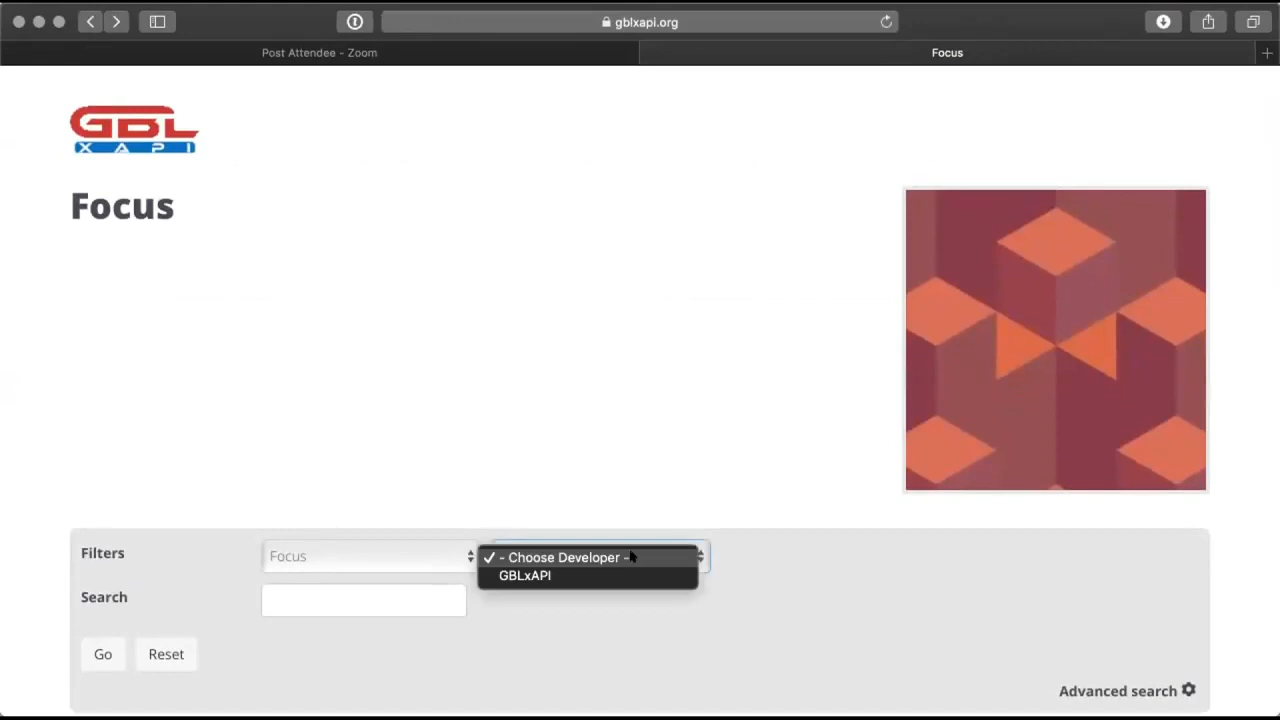 gblxapi.org
Post Attendee - Zoom
Focus
GBL
XAPI
Focus
Filters
Focus
- Choose Developer -
GBLxAPI
Search
Go
Reset
Advanced search